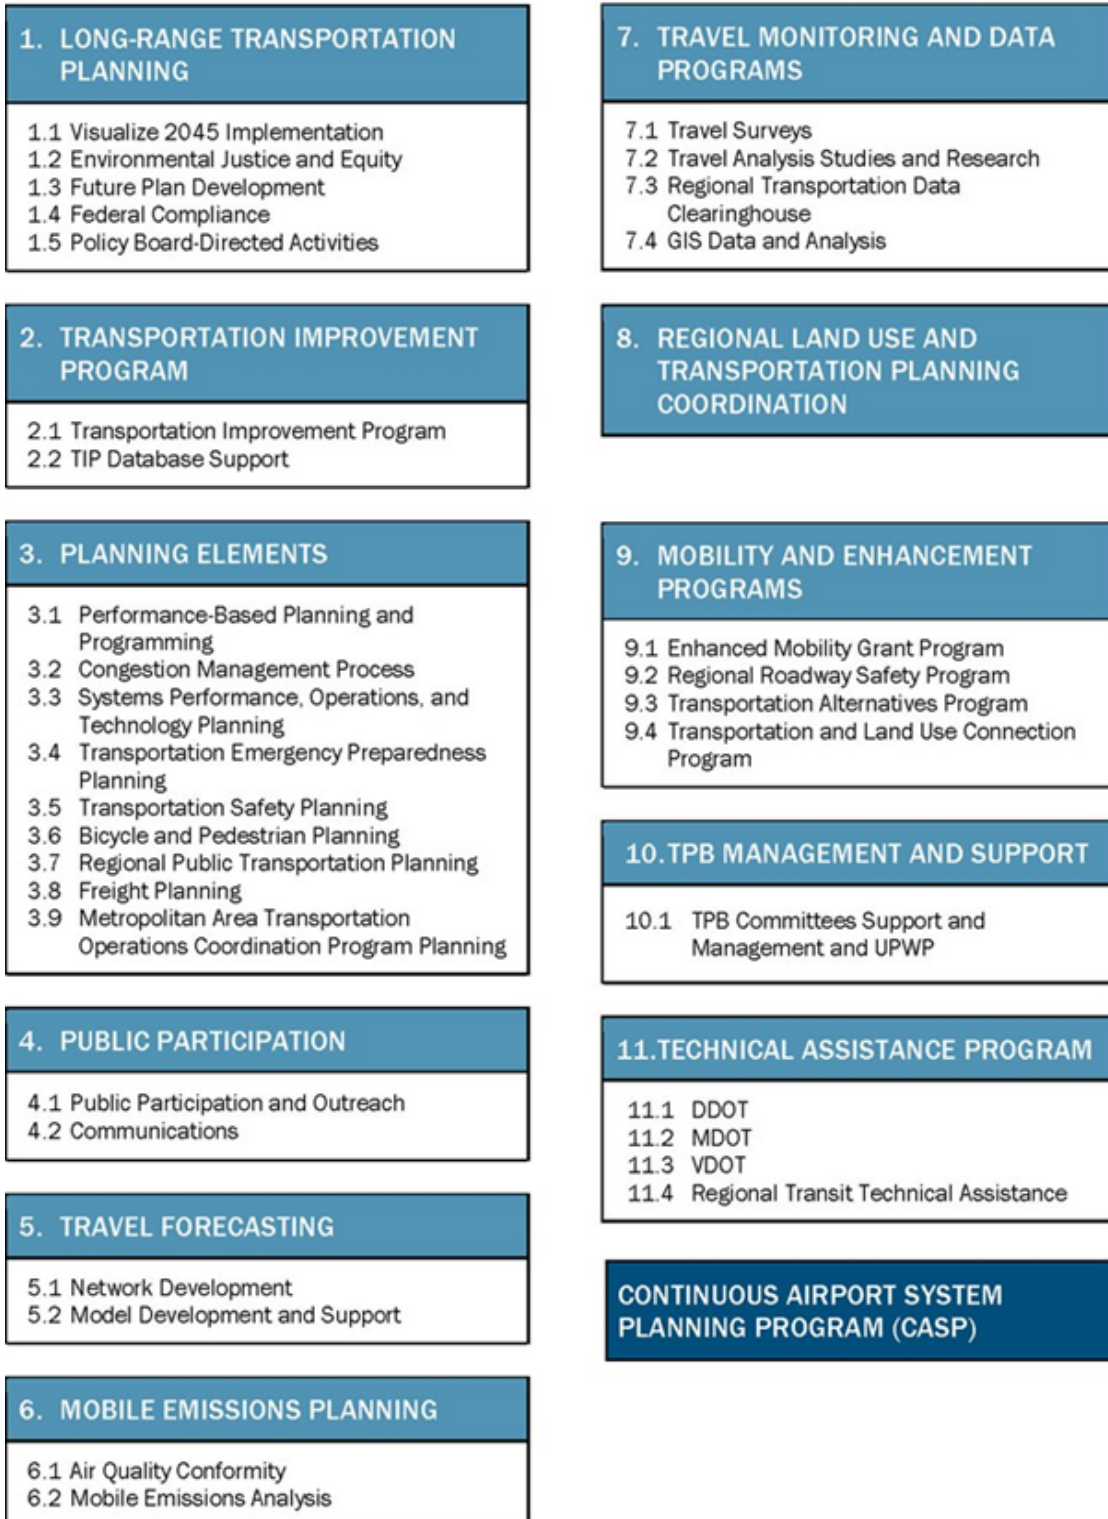 1. LONG-RANGE TRANSPORTATION
PLANNING
1.1 Visualize 2045 Implementation
1.2 Environmental Justice and Equity
1.3 Future Plan Development
1.4 Federal Compliance
1.5 Policy Board-Directed Activities
2. TRANSPORTATION IMPROVEMENT
PROGRAM
2.1 Transportation Improvement Program
2.2 TIP Database Support
3. PLANNING ELEMENTS
3.1 Performance-Based Planning and
Programming
3.2 Congestion Management Process
3.3 Systems Performance, Operations, and
Technology Planning
3.4 Transportation Emergency Preparedness
Planning
3.5 Transportation Safety Planning
3.6 Bicycle and Pedestrian Planning
3.7 Regional Public Transportation Planning
3.8 Freight Planning
3.9 Metropolitan Area Transportation
Operations Coordination Program Planning
4. PUBLIC PARTICIPATION
4.1 Public Participation and Outreach
4.2 Communications
5. TRAVEL FORECASTING
5.1 Network Development
5.2 Model Development and Support
6. MOBILE EMISSIONS PLANNING
6.1 Air Quality Conformity
6.2 Mobile Emissions Analysis
7. TRAVEL MONITORING AND DATA
PROGRAMS
7.1 Travel Surveys
7.2 Travel Analysis Studies and Research
7.3 Regional Transportation Data
Clearinghouse
7.4 GIS Data and Analysis
8. REGIONAL LAND USE AND
TRANSPORTATION PLANNING
COORDINATION
9. MOBILITY AND ENHANCEMENT
PROGRAMS
9.1 Enhanced Mobility Grant Program
9.2 Regional Roadway Safety Program
9.3 Transportation Alternatives Program
9.4 Transportation and Land Use Connection
Program
10.TPB MANAGEMENT AND SUPPORT
10.1 TPB Committees Support and
Management and UPWP
11.TECHNICAL ASSISTANCE PROGRAM
11.1 DDOT
11.2 MDOT
11.3 VDOT
11.4 Regional Transit Technical Assistance
CONTINUOUS AIRPORT SYSTEM
PLANNING PROGRAM (CASP)